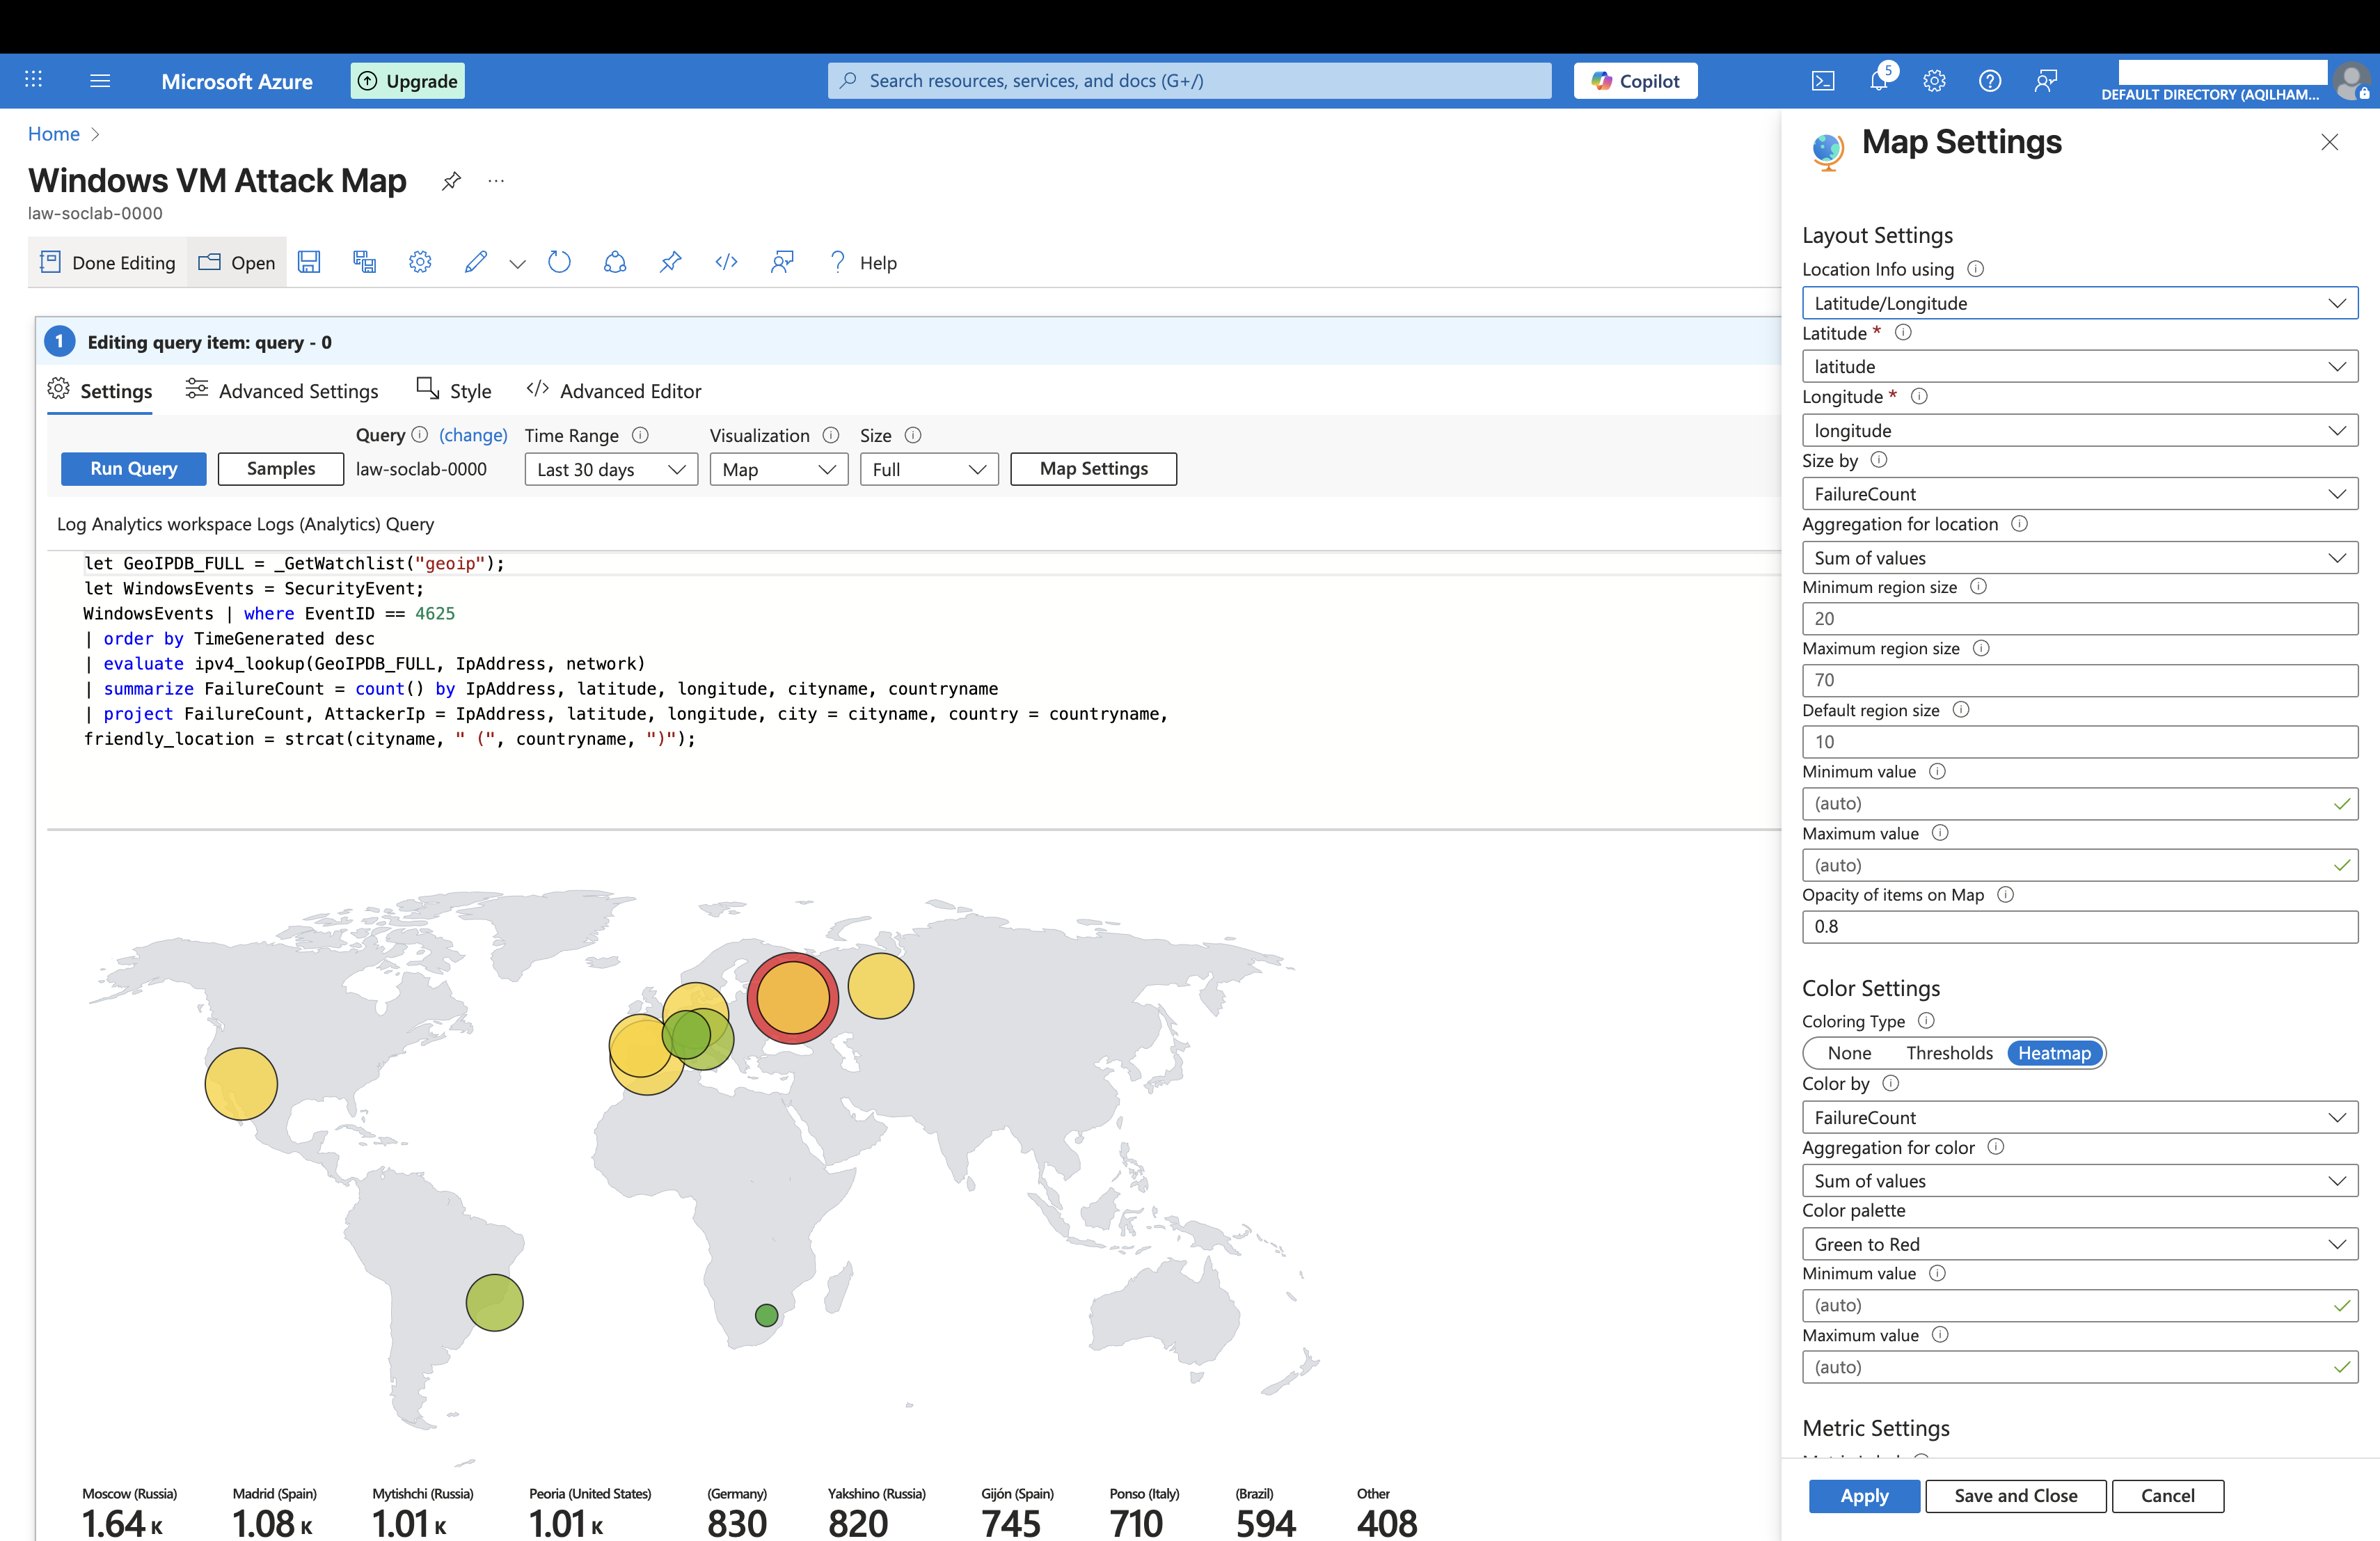 Microsoft Azure
Upgrade
Search resources, services, and docs (G+/)
Copilot
5
DEFAULT DIRECTORY (AQILHAM...
Home
Windows VM Attack Map
...
law-soclab-0000
Done Editing
Open
? Help
1 Editing query item: query - 0
Settings
Advanced Settings
Style
</> Advanced Editor
Query (change)
Time Range
Visualization
Size
Run Query
Samples
law-soclab-0000
Last 30 days
Map
Full
Map Settings
Log Analytics workspace Logs (Analytics) Query
let GeoIPDB_FULL = _GetWatchlist("geoip");
let WindowsEvents = SecurityEvent;
WindowsEvents | where EventID == 4625
| order by TimeGenerated desc
| evaluate ipv4_lookup(GeoIPDB_FULL, IpAddress, network)
| summarize FailureCount = count() by IpAddress, latitude, longitude, cityname, countryname
| project FailureCount, AttackerIp = IpAddress, latitude, longitude, city = cityname, country = countryname,
friendly_location = strcat(cityname, " (", countryname, ")");
Moscow (Russia)
1.64 K
Madrid (Spain)
1.08 K
Mytishchi (Russia)
1.01 K
Peoria (United States)
1.01 K
(Germany)
830
Yakshino (Russia)
820
Gijón (Spain)
745
Ponso (Italy)
710
(Brazil)
594
Other
408
Map Settings
Layout Settings
Location Info using
Latitude/Longitude
Latitude *
latitude
Longitude *
longitude
Size by
FailureCount
Aggregation for location
Sum of values
Minimum region size
20
Maximum region size
70
Default region size
10
Minimum value
(auto)
Maximum value
(auto)
Opacity of items on Map
0.8
Color Settings
Coloring Type
None Thresholds Heatmap
Color by
FailureCount
Aggregation for color
Sum of values
Color palette
Green to Red
Minimum value
(auto)
Maximum value
(auto)
Metric Settings
Apply
Save and Close
Cancel